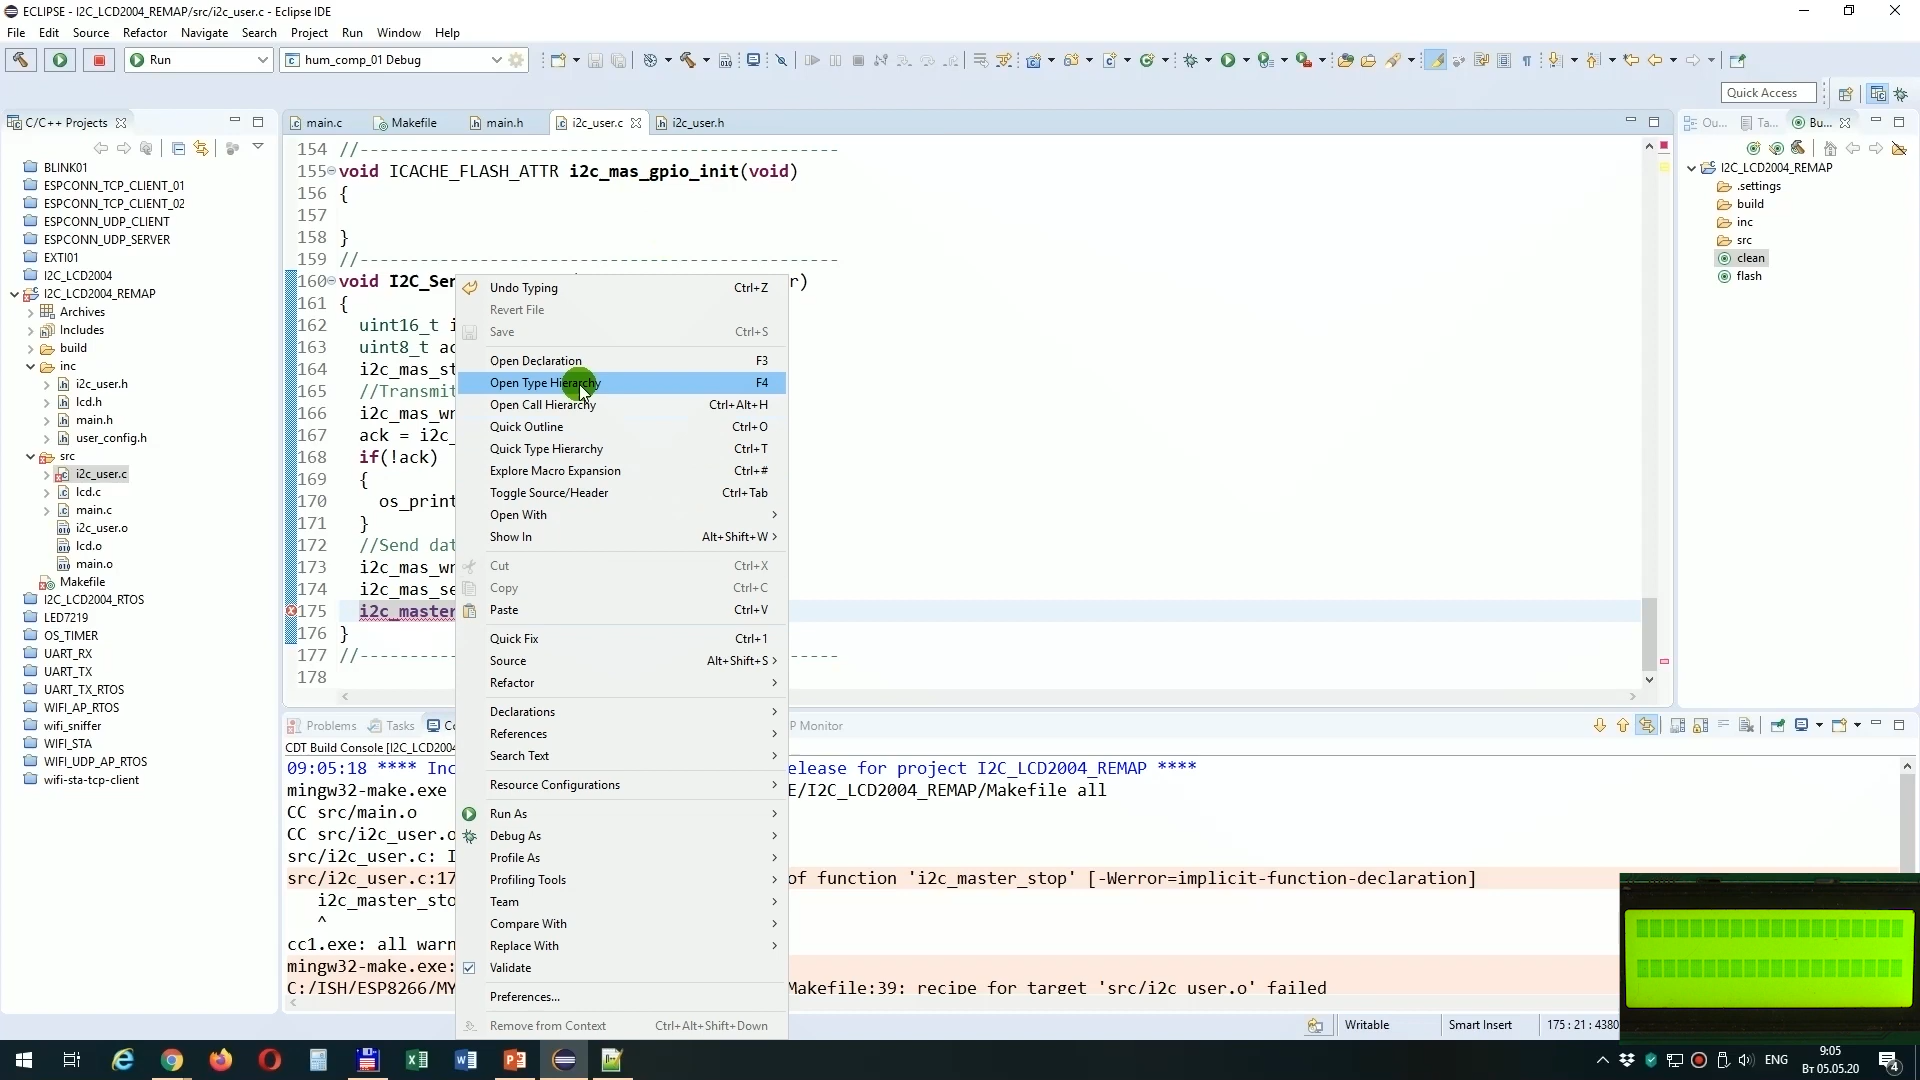 ECLIPSE - I2C_LCD2004_REMAP/src/i2c_user.c - Eclipse IDE
File Edit Source Refactor Navigate Search Project Run Window Help
Run
hum_comp_01 Debug
Quick Access
C/C++ Projects
BLINK01
ESPCONN_TCP_CLIENT_01
ESPCONN_TCP_CLIENT_02
ESPCONN_UDP_CLIENT
ESPCONN_UDP_SERVER
EXTI01
I2C_LCD2004
I2C_LCD2004_REMAP
Archives
Includes
build
inc
i2c_user.h
lcd.h
main.h
user_config.h
src
i2c_user.c
lcd.c
main.c
i2c_user.o
lcd.o
main.o
Makefile
I2C_LCD2004_RTOS
LED7219
OS_TIMER
UART_RX
UART_TX
UART_TX_RTOS
WIFI_AP_RTOS
wifi_sniffer
WIFI_STA
WIFI_UDP_AP_RTOS
wifi-sta-tcp-client
main.c Makefile main.h i2c_user.c i2c_user.h
154 //------------------------------------------------
155 void ICACHE_FLASH_ATTR i2c_mas_gpio_init(void)
156 {
157
158 }
159 //------------------------------------------------
160 void I2C_Ser r)
161 {
162 uint16_t i
163 uint8_t ac
164 i2c_mas_st
165 //Transmit
166 i2c_mas_wr
167 ack = i2c_
168 if(!ack)
169 {
170 os_print
171 }
172 //Send dat
173 i2c_mas_wr
174 i2c_mas_se
175 i2c_master
176 }
177 //------------------------------------------------
178
Undo Typing Ctrl+Z
Revert File
Save Ctrl+S
Open Declaration F3
Open Type Hierarchy F4
Open Call Hierarchy Ctrl+Alt+H
Quick Outline Ctrl+O
Quick Type Hierarchy Ctrl+T
Explore Macro Expansion Ctrl+#
Toggle Source/Header Ctrl+Tab
Open With
Show In Alt+Shift+W
Cut Ctrl+X
Copy Ctrl+C
Paste Ctrl+V
Quick Fix Ctrl+1
Source Alt+Shift+S
Refactor
Declarations
References
Search Text
Resource Configurations
Run As
Debug As
Profile As
Profiling Tools
Team
Compare With
Replace With
Validate
Preferences...
Remove from Context Ctrl+Alt+Shift+Down
Ou... Ta... Bu...
I2C_LCD2004_REMAP
.settings
build
inc
src
clean
flash
Problems Tasks Co P Monitor
CDT Build Console [I2C_LCD2004
09:05:18 **** Inc elease for project I2C_LCD2004_REMAP ****
mingw32-make.exe E/I2C_LCD2004_REMAP/Makefile all
CC src/main.o
CC src/i2c_user.o
src/i2c_user.c: I
src/i2c_user.c:17 of function 'i2c_master_stop' [-Werror=implicit-function-declaration]
i2c_master_sto
^
cc1.exe: all warn
mingw32-make.exe:
C:/ISH/ESP8266/MY Makefile:39: recipe for target 'src/i2c_user.o' failed
Writable Smart Insert 175 : 21 : 4380
ENG
9:05
Вт 05.05.20
4